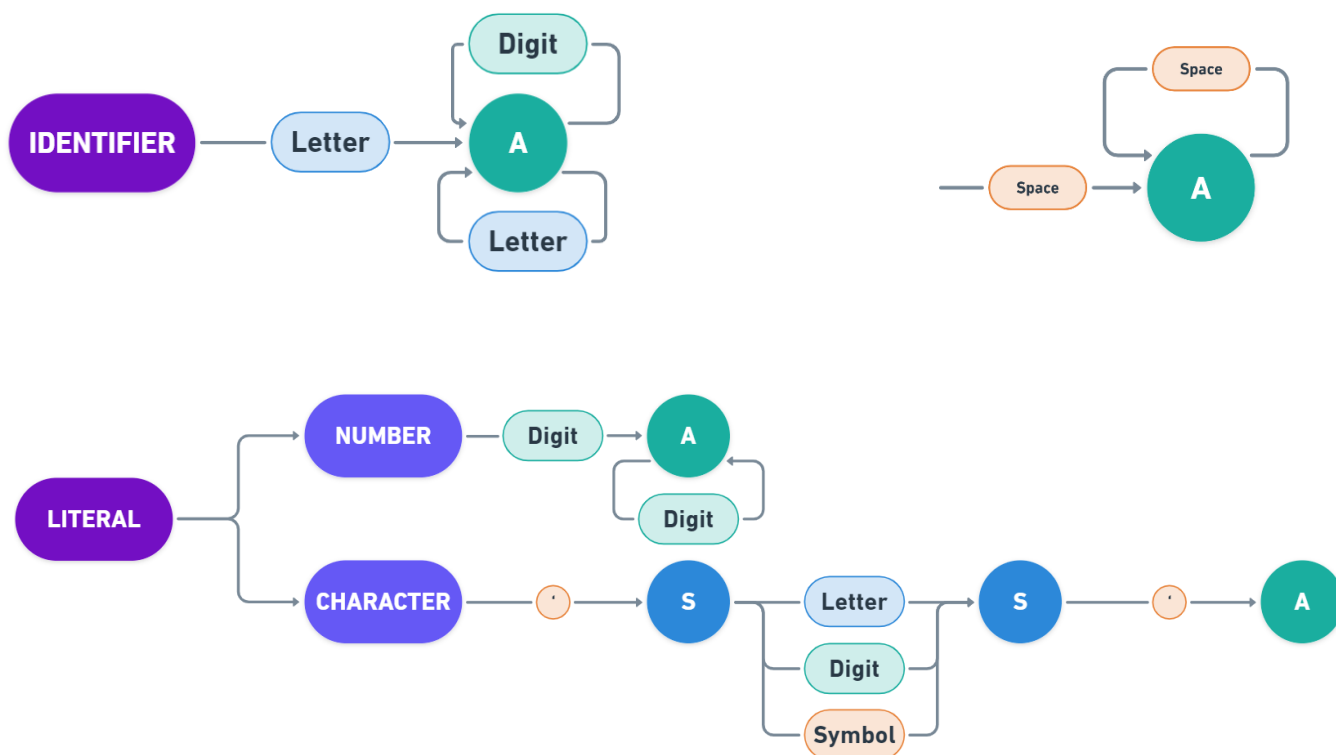 Digit
IDENTIFIER
Letter
A
Letter
Space
Space
A
NUMBER
Digit
A
Digit
LITERAL
CHARACTER
‘
S
Letter
Digit
Symbol
S
‘
A